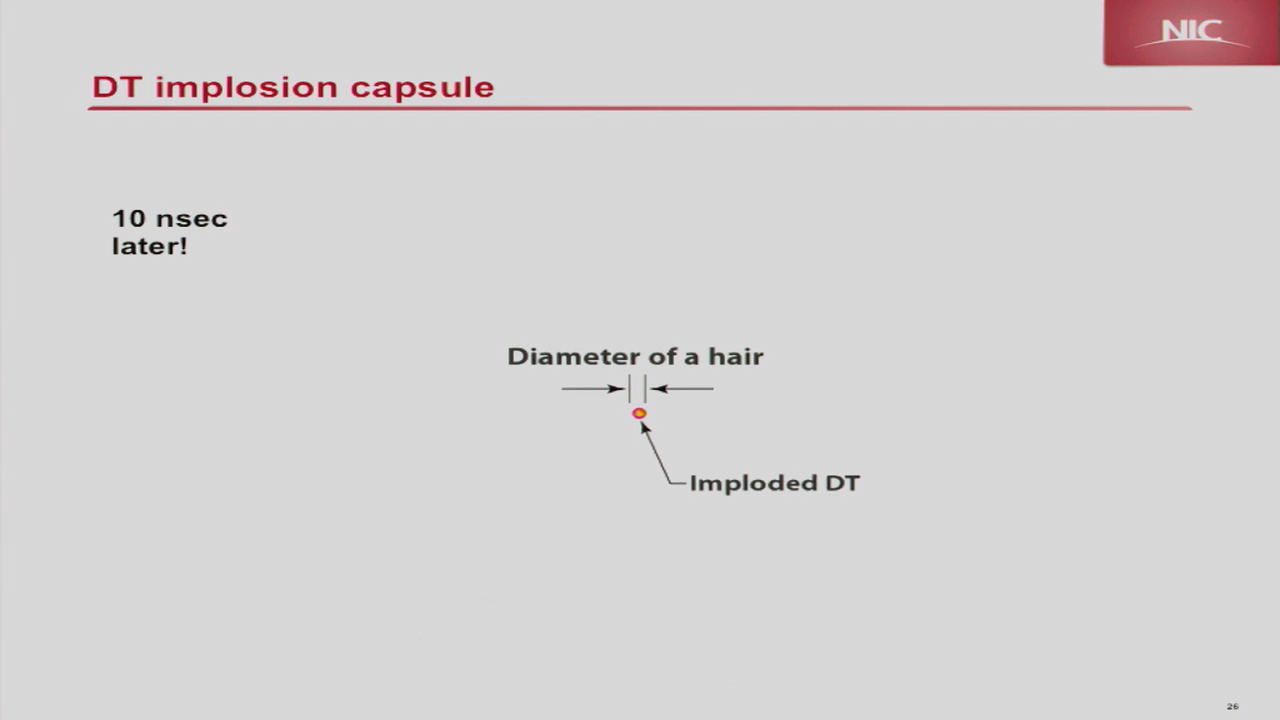 NIC
DT implosion capsule
10 nsec
later!
Diameter of a hair
Imploded DT
26